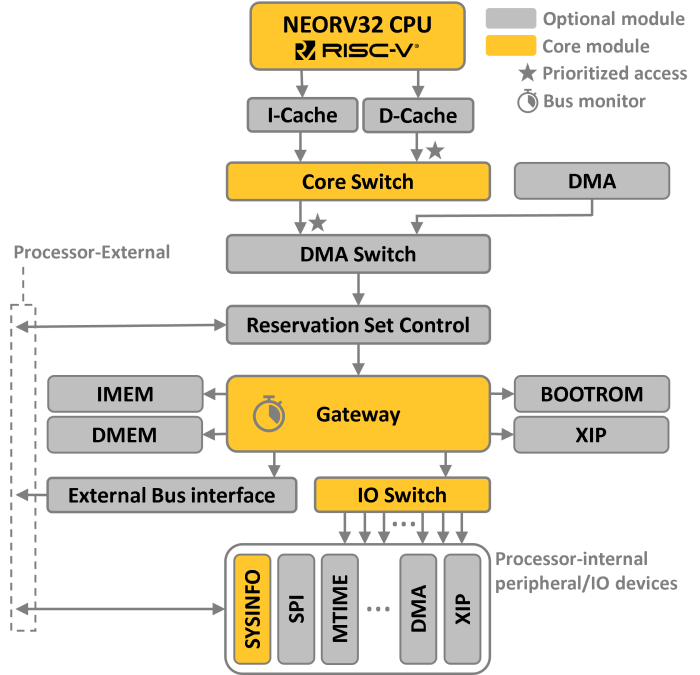 NEORV32 CPU
RISC-V®
Optional module
Core module
Prioritized access
Bus monitor
I-Cache
D-Cache
Core Switch
DMA
DMA Switch
Processor-External
Reservation Set Control
IMEM
DMEM
Gateway
BOOTROM
XIP
External Bus interface
IO Switch
Processor-internal
peripheral/IO devices
SYSINFO
SPI
MTIME
...
DMA
XIP